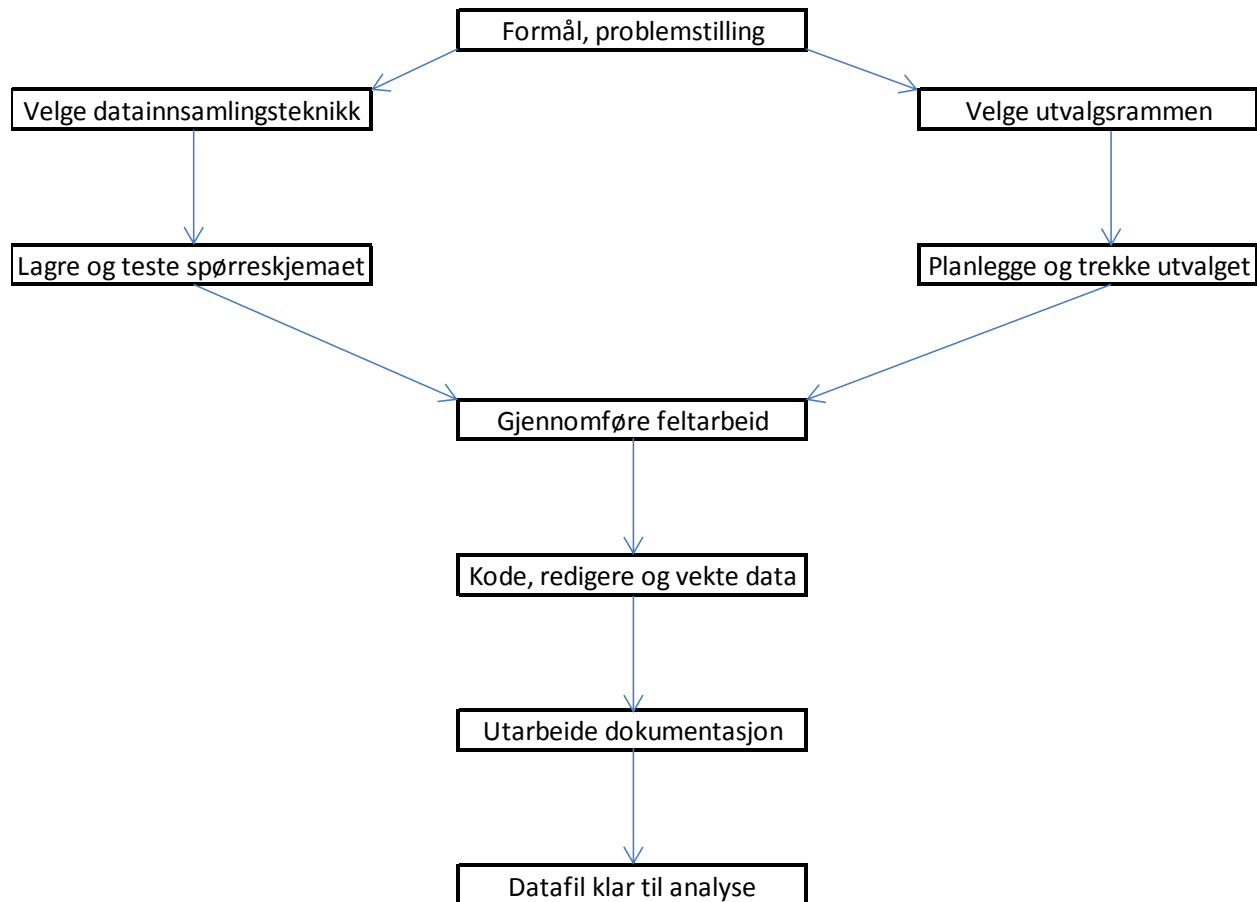 Formål, problemstilling
Velge datainnsamlingsteknikk
Velge utvalgsrammen
Lagre og teste spørreskjemaet
Planlegge og trekke utvalget
Gjennomføre feltarbeid
Kode, redigere og vekte data
Utarbeide dokumentasjon
Datafil klar til analyse